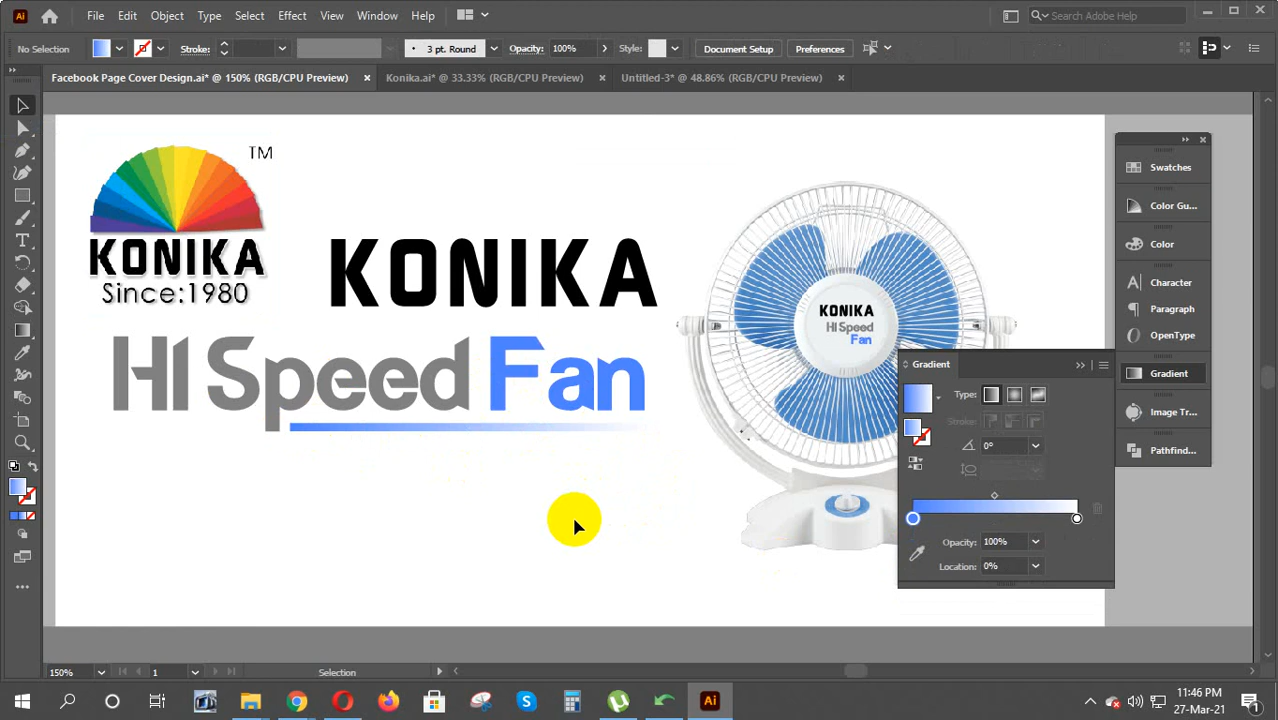 Ai
File Edit Object Type Select Effect View Window Help
Search Adobe Help
No Selection
Stroke:
3 pt. Round
Opacity: 100%
Style:
Document Setup
Preferences
Facebook Page Cover Design.ai* @ 150% (RGB/CPU Preview) ×
Konika.ai* @ 33.33% (RGB/CPU Preview) ×
Untitled-3* @ 48.86% (RGB/CPU Preview) ×
TM
KONIKA
Since:1980
KONIKA
HI Speed Fan
KONIKA
HI Speed
Fan
Swatches
Color Gu...
Color
Character
Paragraph
OpenType
Gradient
Image Tr...
Pathfind...
Gradient
Type:
Stroke:
0°
Opacity: 100%
Location: 0%
150%
1
Selection
Ai
11:46 PM
27-Mar-21
1